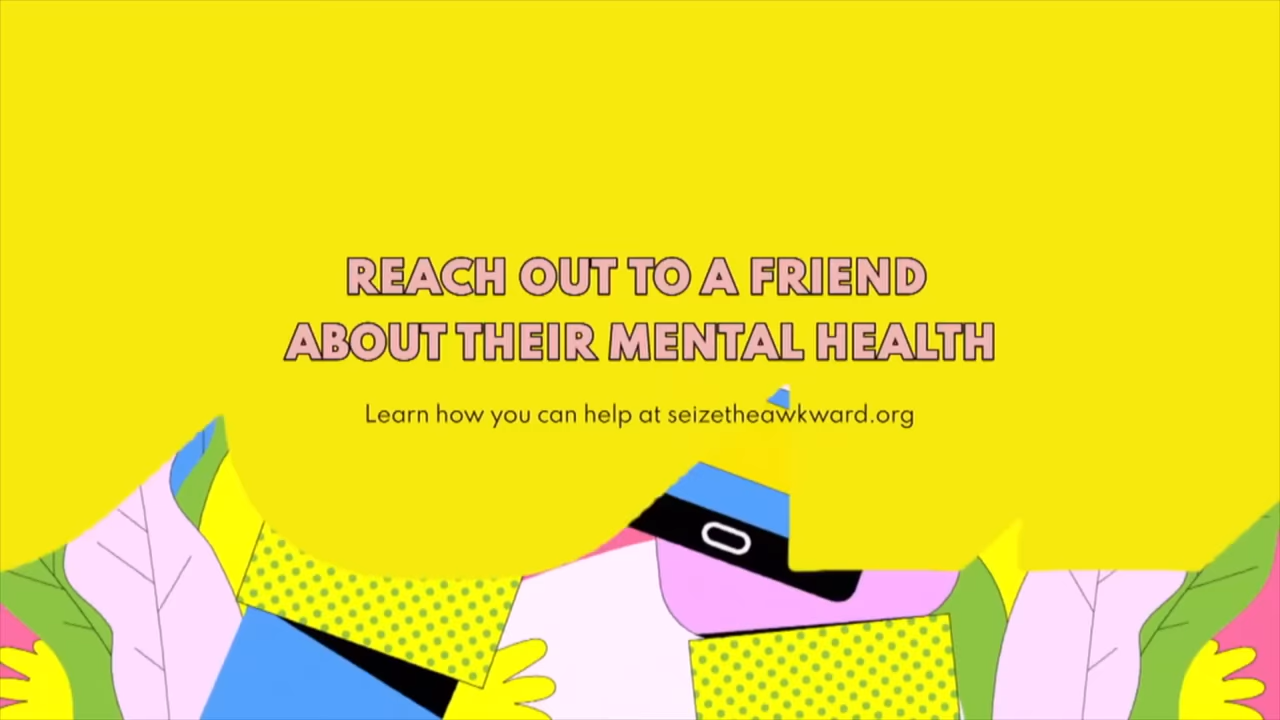 REACH OUT TO A FRIEND
ABOUT THEIR MENTAL HEALTH
Learn how you can help at seizetheawkward.org